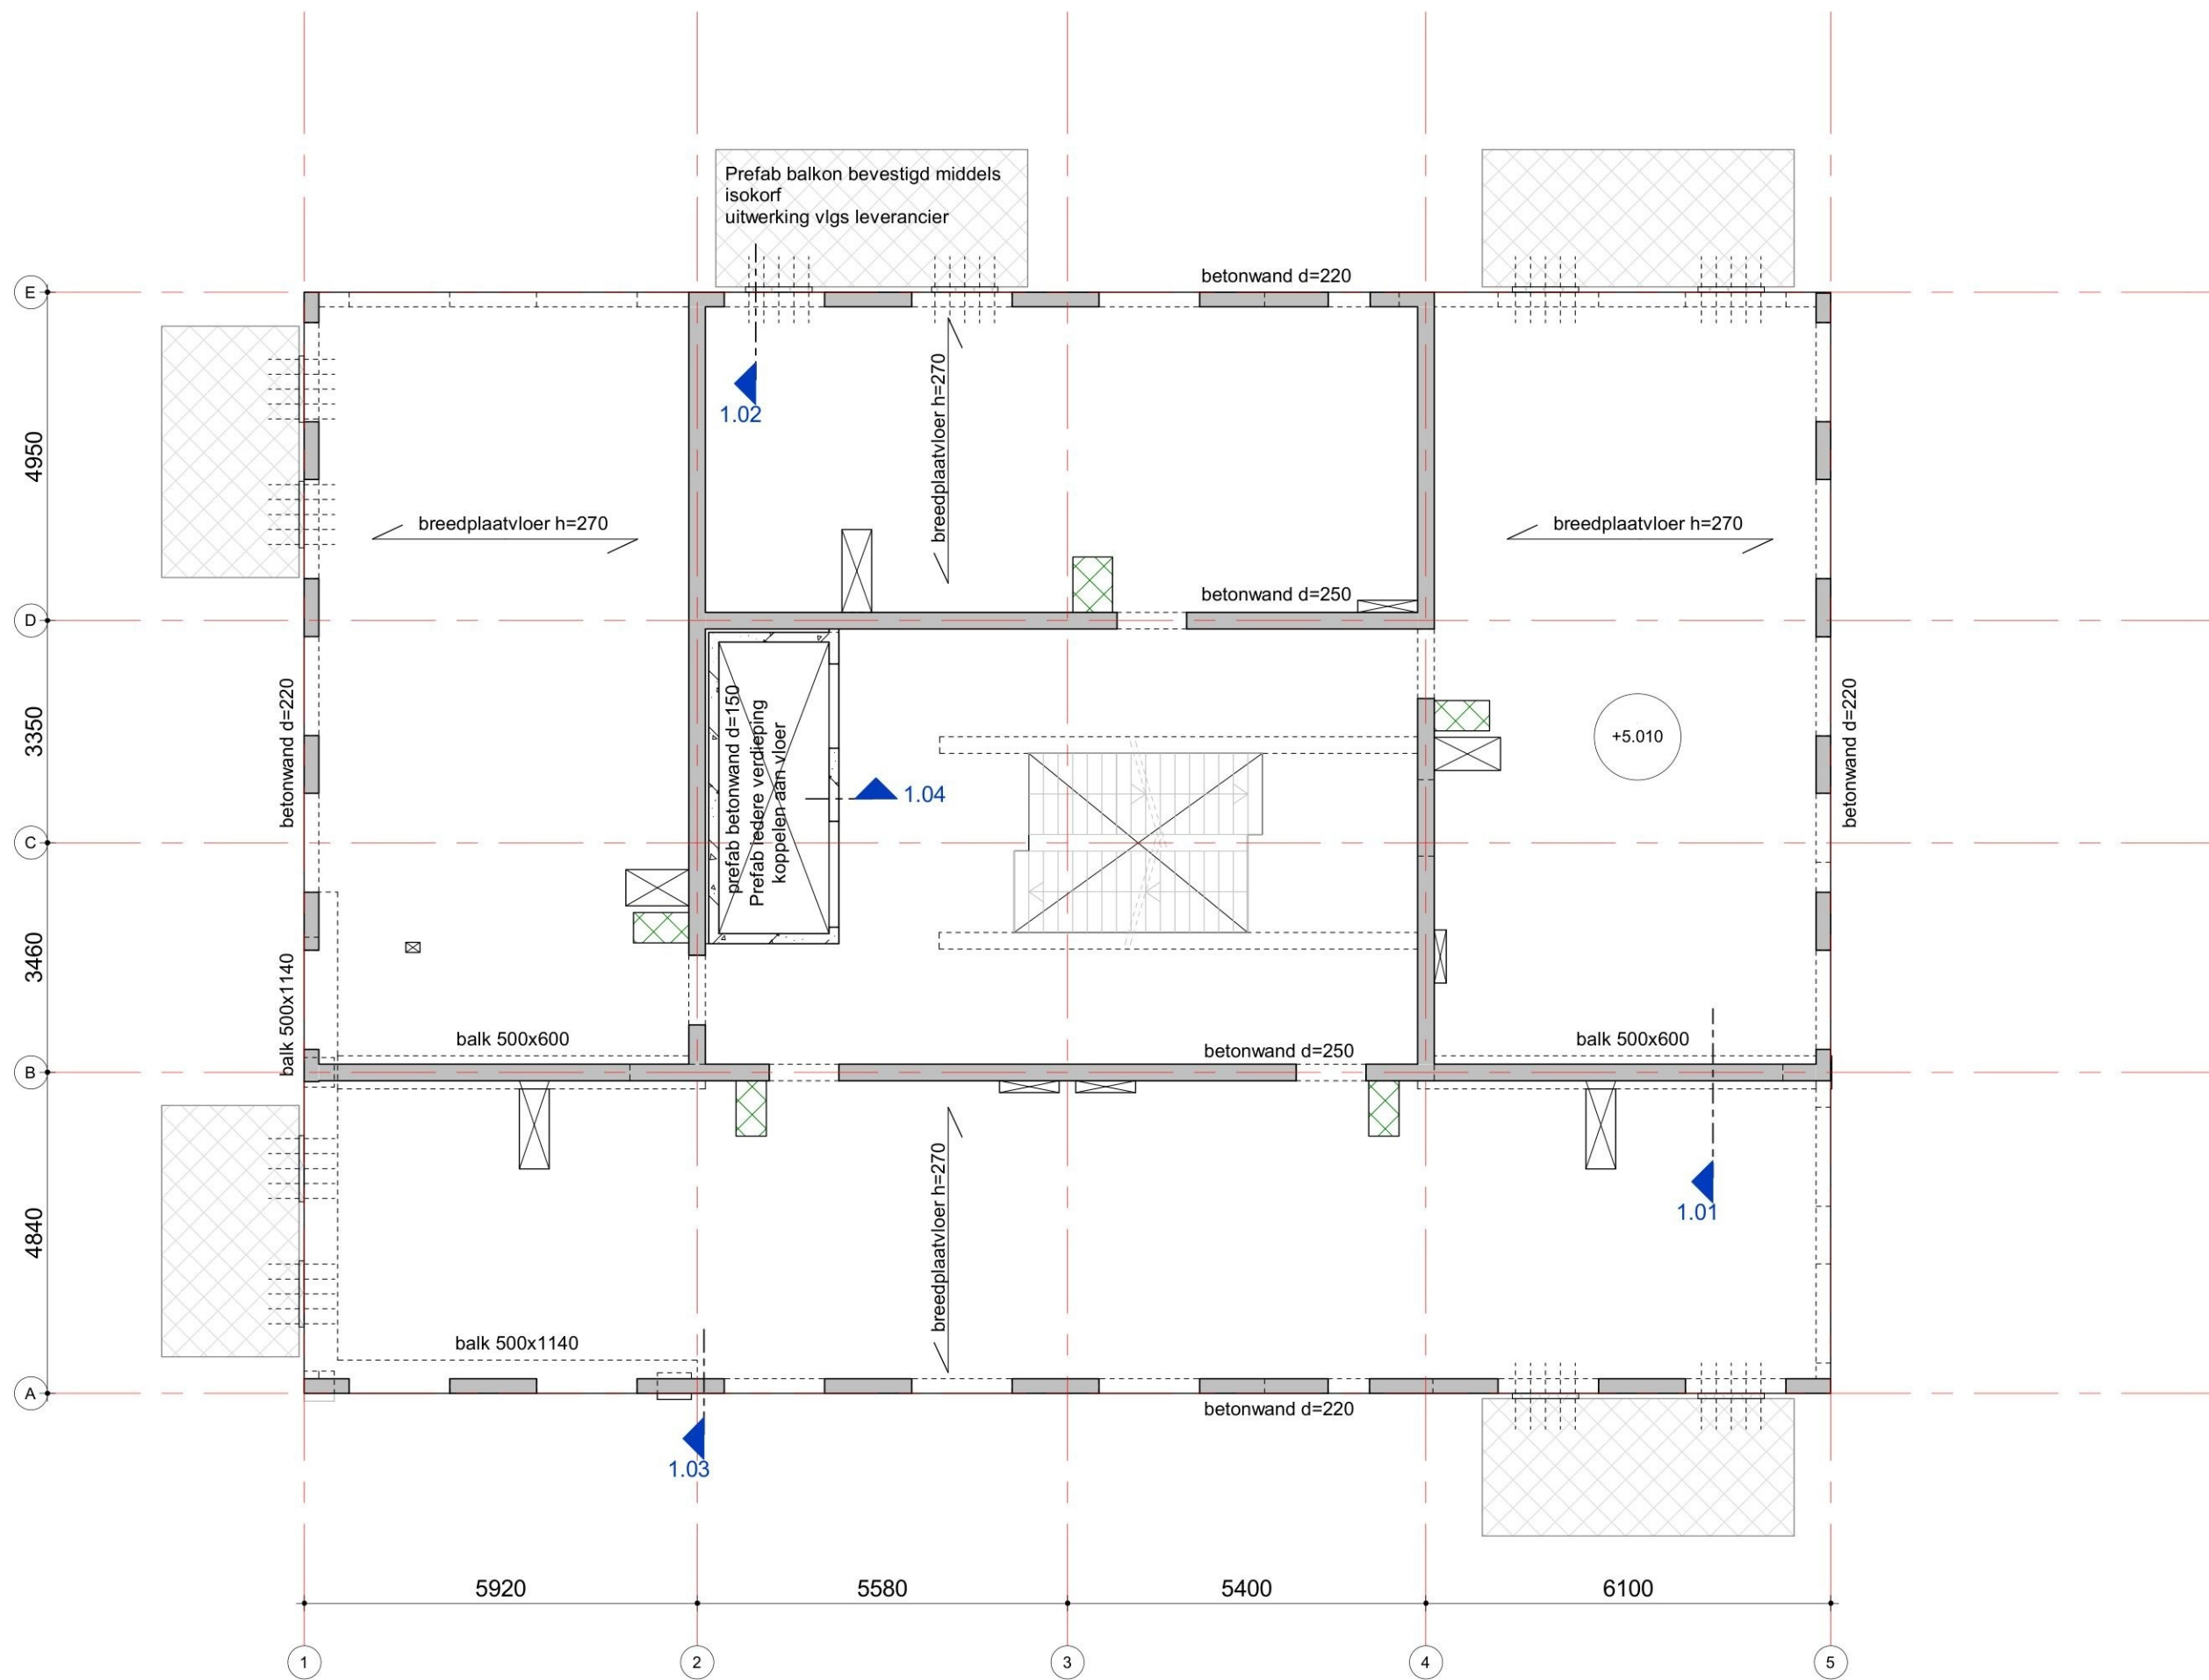 Prefab balkon bevestigd middels
isokorf
uitwerking vlgs leverancier
betonwand d=220
E
1.02
breedplaatvloer h=270
4950
breedplaatvloer h=270
breedplaatvloer h=270
betonwand d=250
D
betonwand d=220
3350
prefab betonwand d=150
Prefab iedere verdieping
koppelen aan vloer
1.04
+5.010
betonwand d=220
C
3460
balk 500x1140
balk 500x600
betonwand d=250
balk 500x600
B
breedplaatvloer h=270
1.01
4840
balk 500x1140
A
betonwand d=220
1.03
5920
5580
5400
6100
1
2
3
4
5